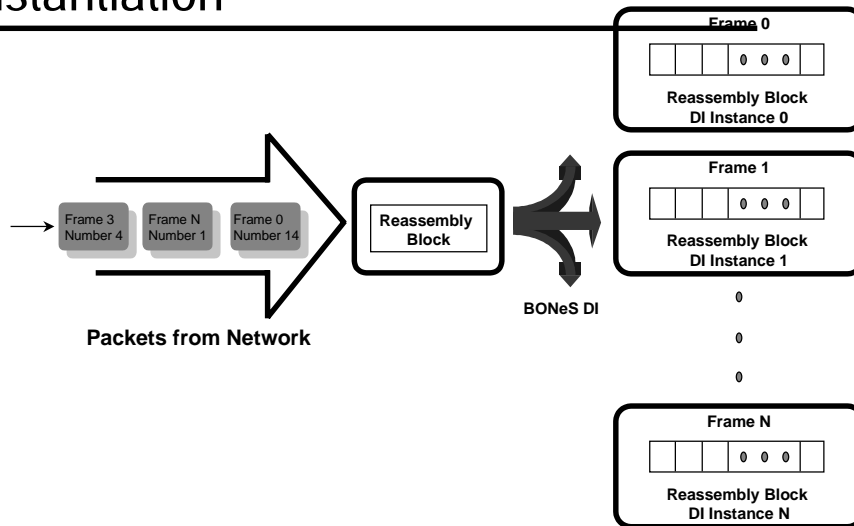 Frame 0
Reassembly Block
DI Instance 0
Frame 1
Reassembly Block
DI Instance 1
Frame 3
Number 4
Frame N
Number 1
Frame 0
Number 14
Reassembly
Block
BONeS DI
Packets from Network
Frame N
Reassembly Block
DI Instance N